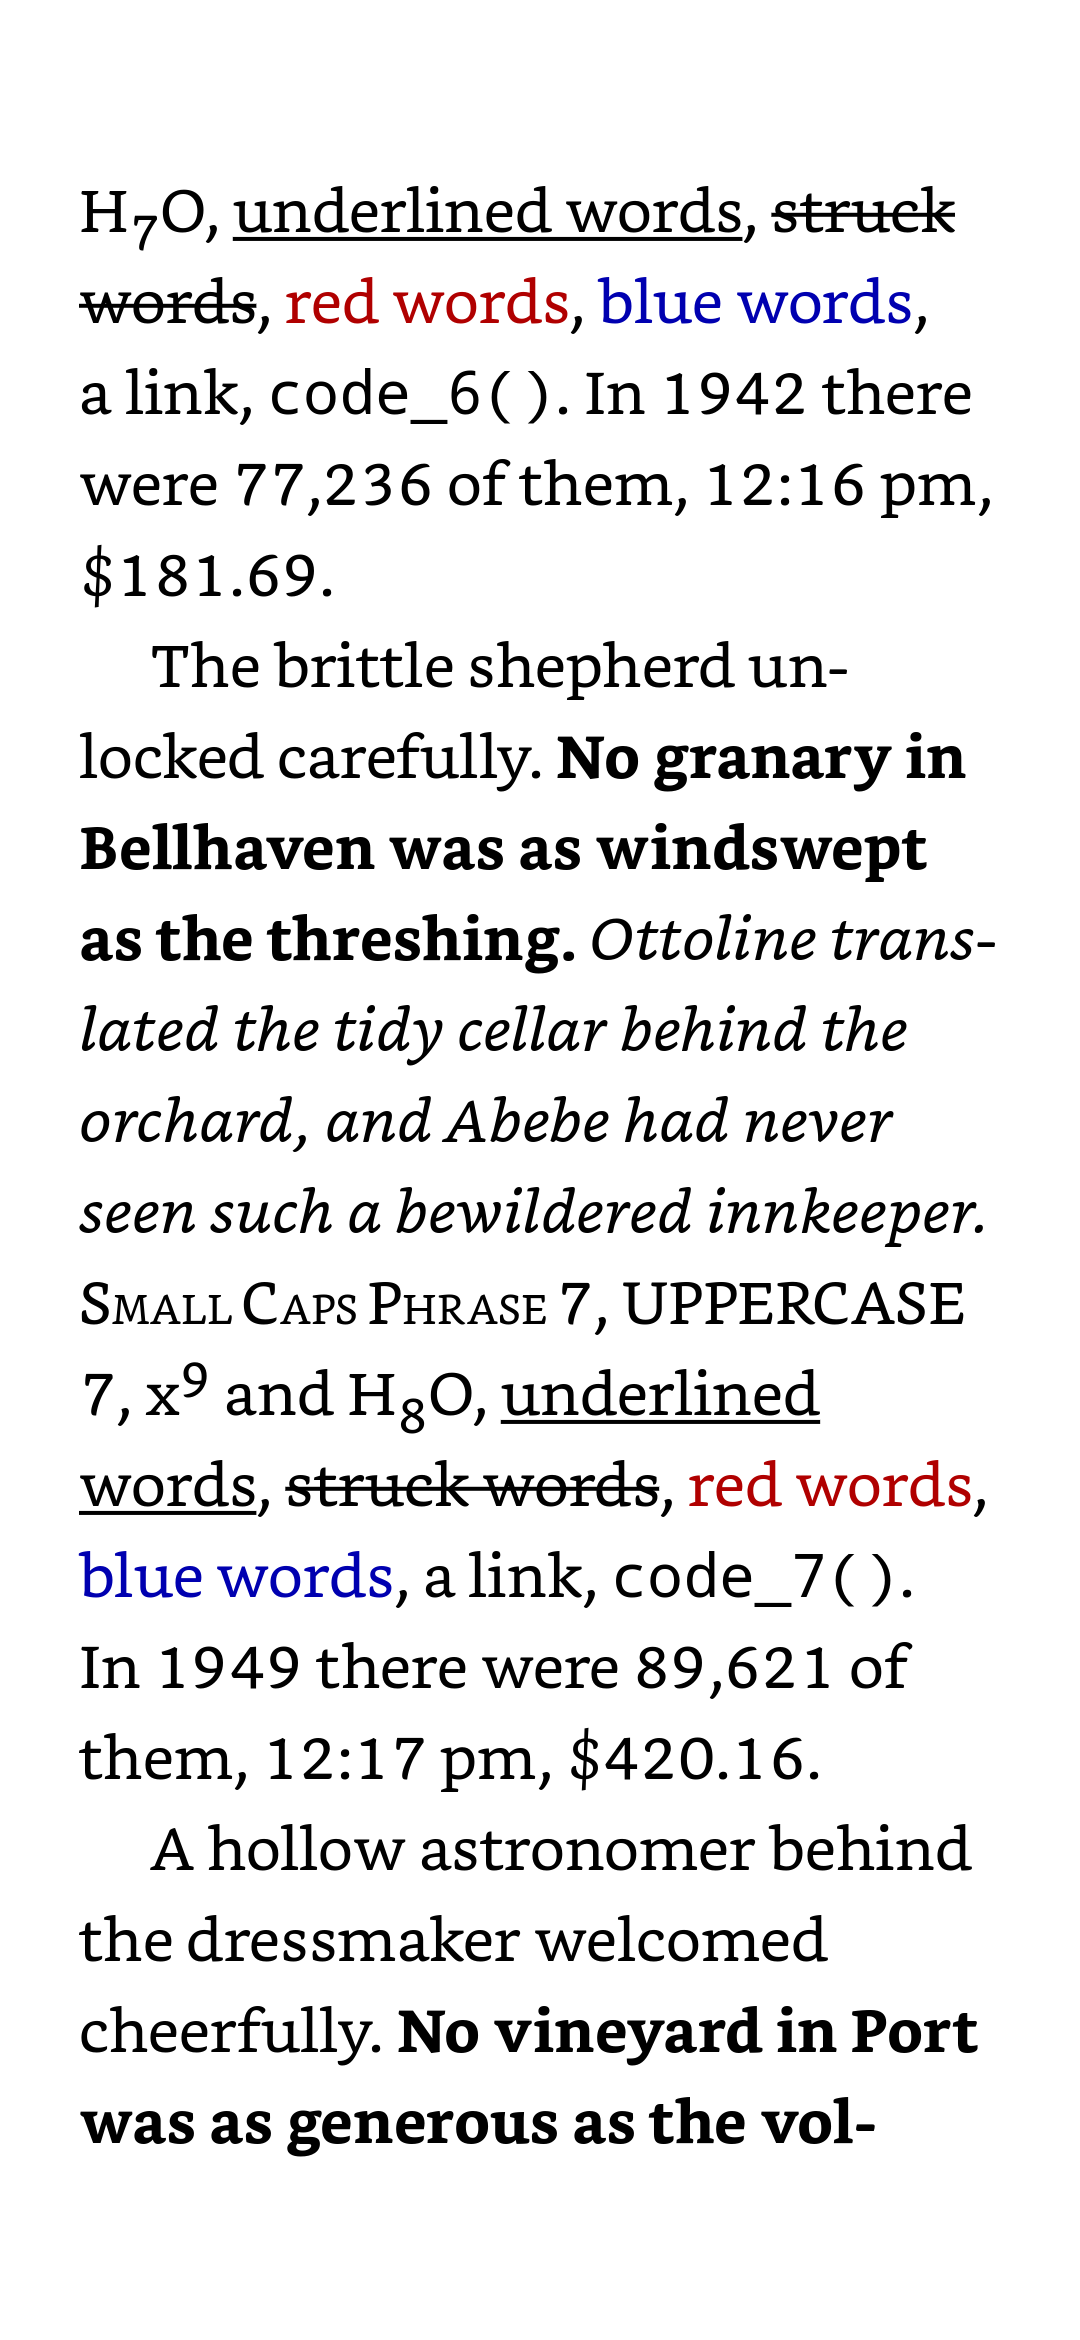 H₇O, underlined words, struck
words, red words, blue words,
a link, code_6(). In 1942 there
were 77,236 of them, 12:16 pm,
$181.69.
The brittle shepherd un-
locked carefully. No granary in
Bellhaven was as windswept
as the threshing. Ottoline trans-
lated the tidy cellar behind the
orchard, and Abebe had never
seen such a bewildered innkeeper.
Small Caps Phrase 7, UPPERCASE
7, x⁹ and H₈O, underlined
words, struck words, red words,
blue words, a link, code_7().
In 1949 there were 89,621 of
them, 12:17 pm, $420.16.
A hollow astronomer behind
the dressmaker welcomed
cheerfully. No vineyard in Port
was as generous as the vol-